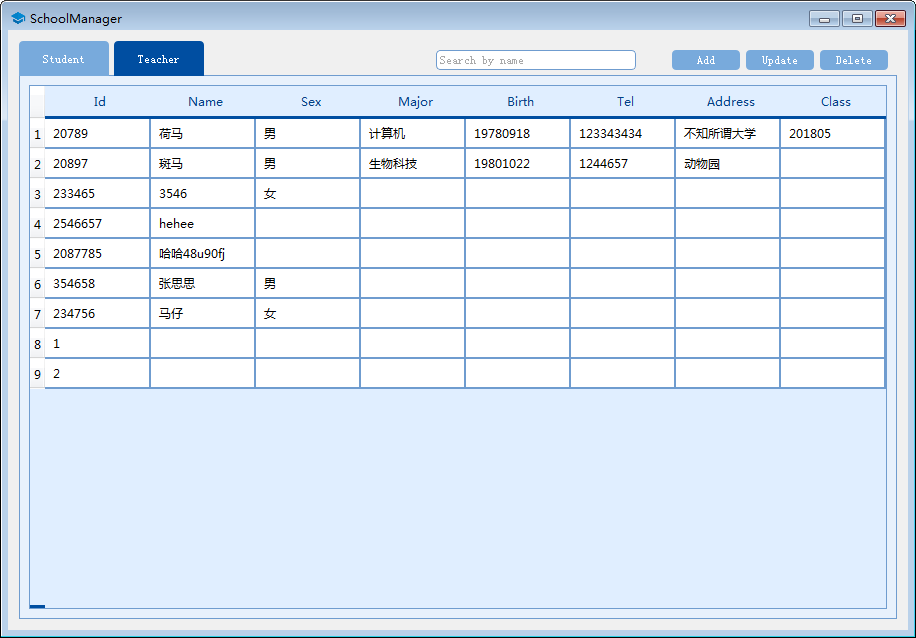 SchoolManager
Student Teacher Search by name Add Update Delete
Id Name Sex Major Birth Tel Address Class
1 20789 荷马 男 计算机 19780918 123343434 不知所谓大学 201805
2 20897 斑马 男 生物科技 19801022 1244657 动物园
3 233465 3546 女
4 2546657 hehee
5 2087785 哈哈48u90fj
6 354658 张思思 男
7 234756 马仔 女
8 1
9 2